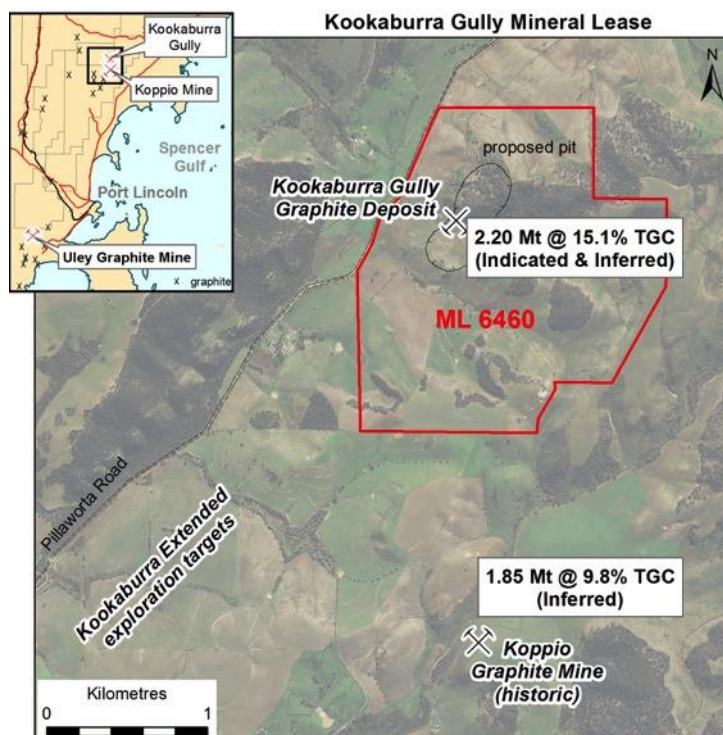 Kookaburra Gully Mineral Lease
Kookaburra
Gully
Koppio Mine
Spencer
Gulf
Port Lincoln
Uley Graphite Mine
x graphite
N
proposed pit
Kookaburra Gully
Graphite Deposit
2.20 Mt @ 15.1% TGC
(Indicated & Inferred)
ML 6460
Pillaworta Road
Kookaburra Extended
exploration targets
1.85 Mt @ 9.8% TGC
(Inferred)
Koppio
Graphite Mine
(historic)
Kilometres
0 1